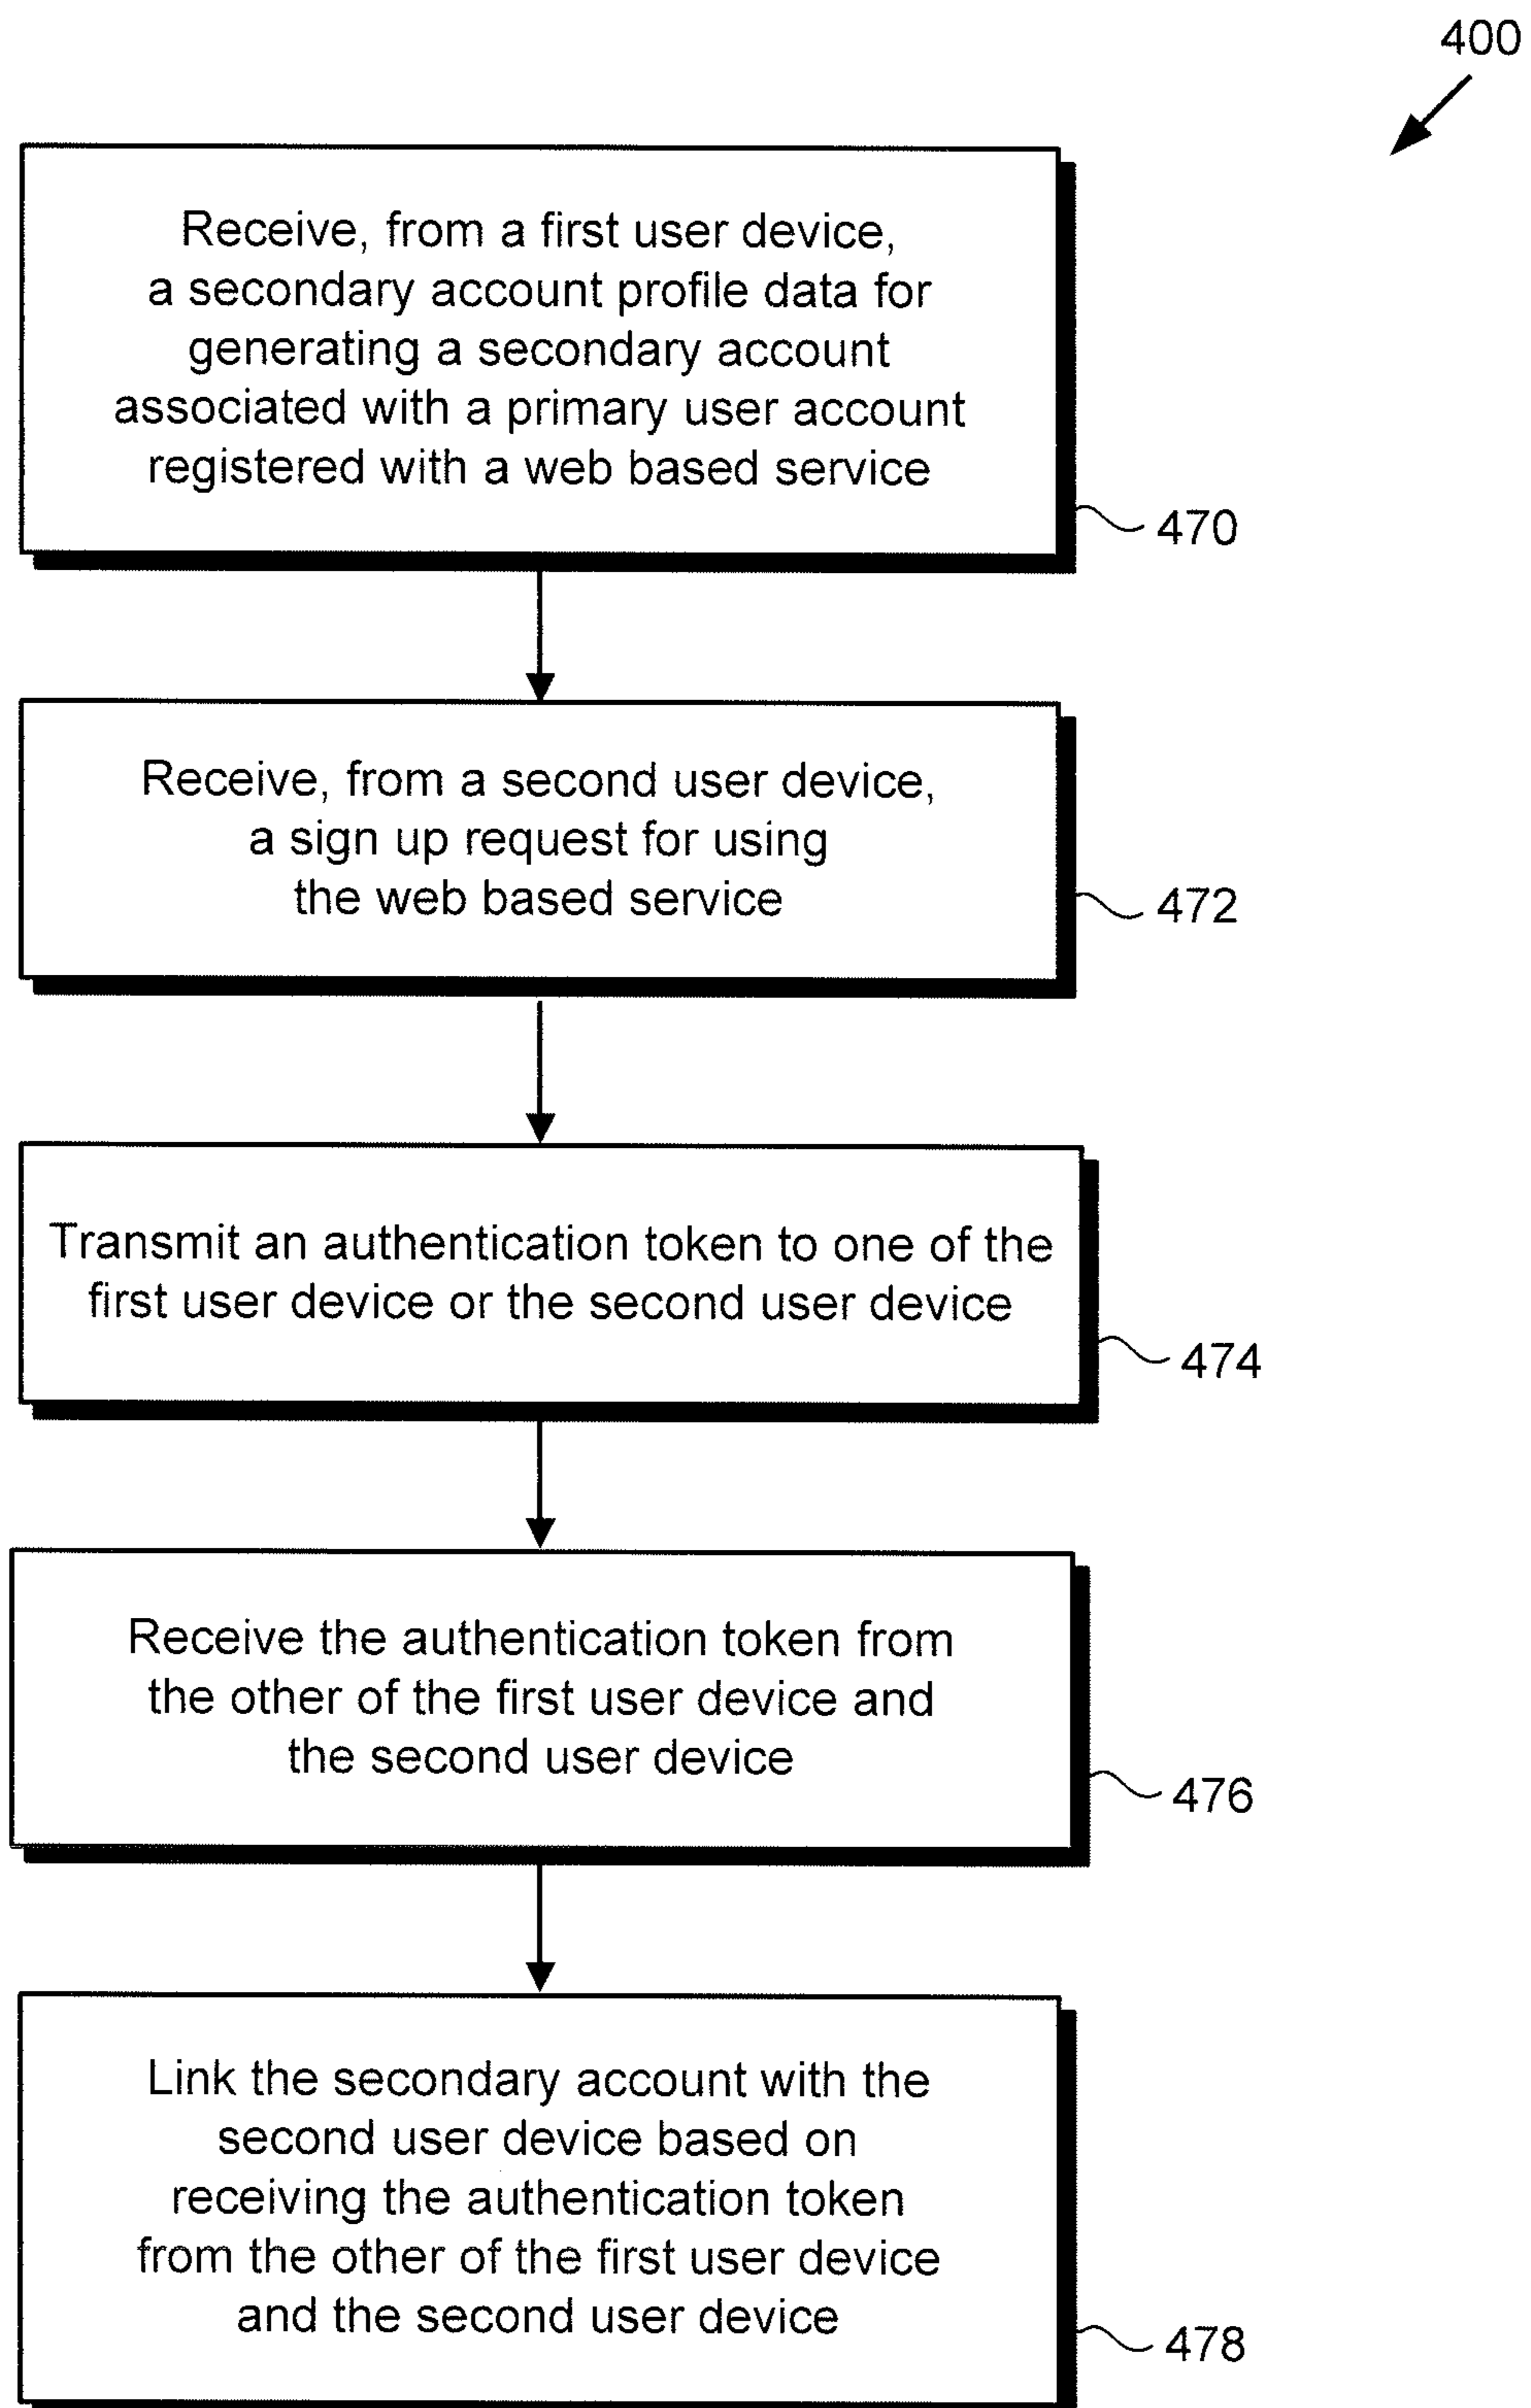 400
Receive, from a first user device,
a secondary account profile data for
generating a secondary account
associated with a primary user account
registered with a web based service
470
Receive, from a second user device,
a sign up request for using
the web based service
472
Transmit an authentication token to one of the
first user device or the second user device
474
Receive the authentication token from
the other of the first user device and
the second user device
476
Link the secondary account with the
second user device based on
receiving the authentication token
from the other of the first user device
and the second user device
478